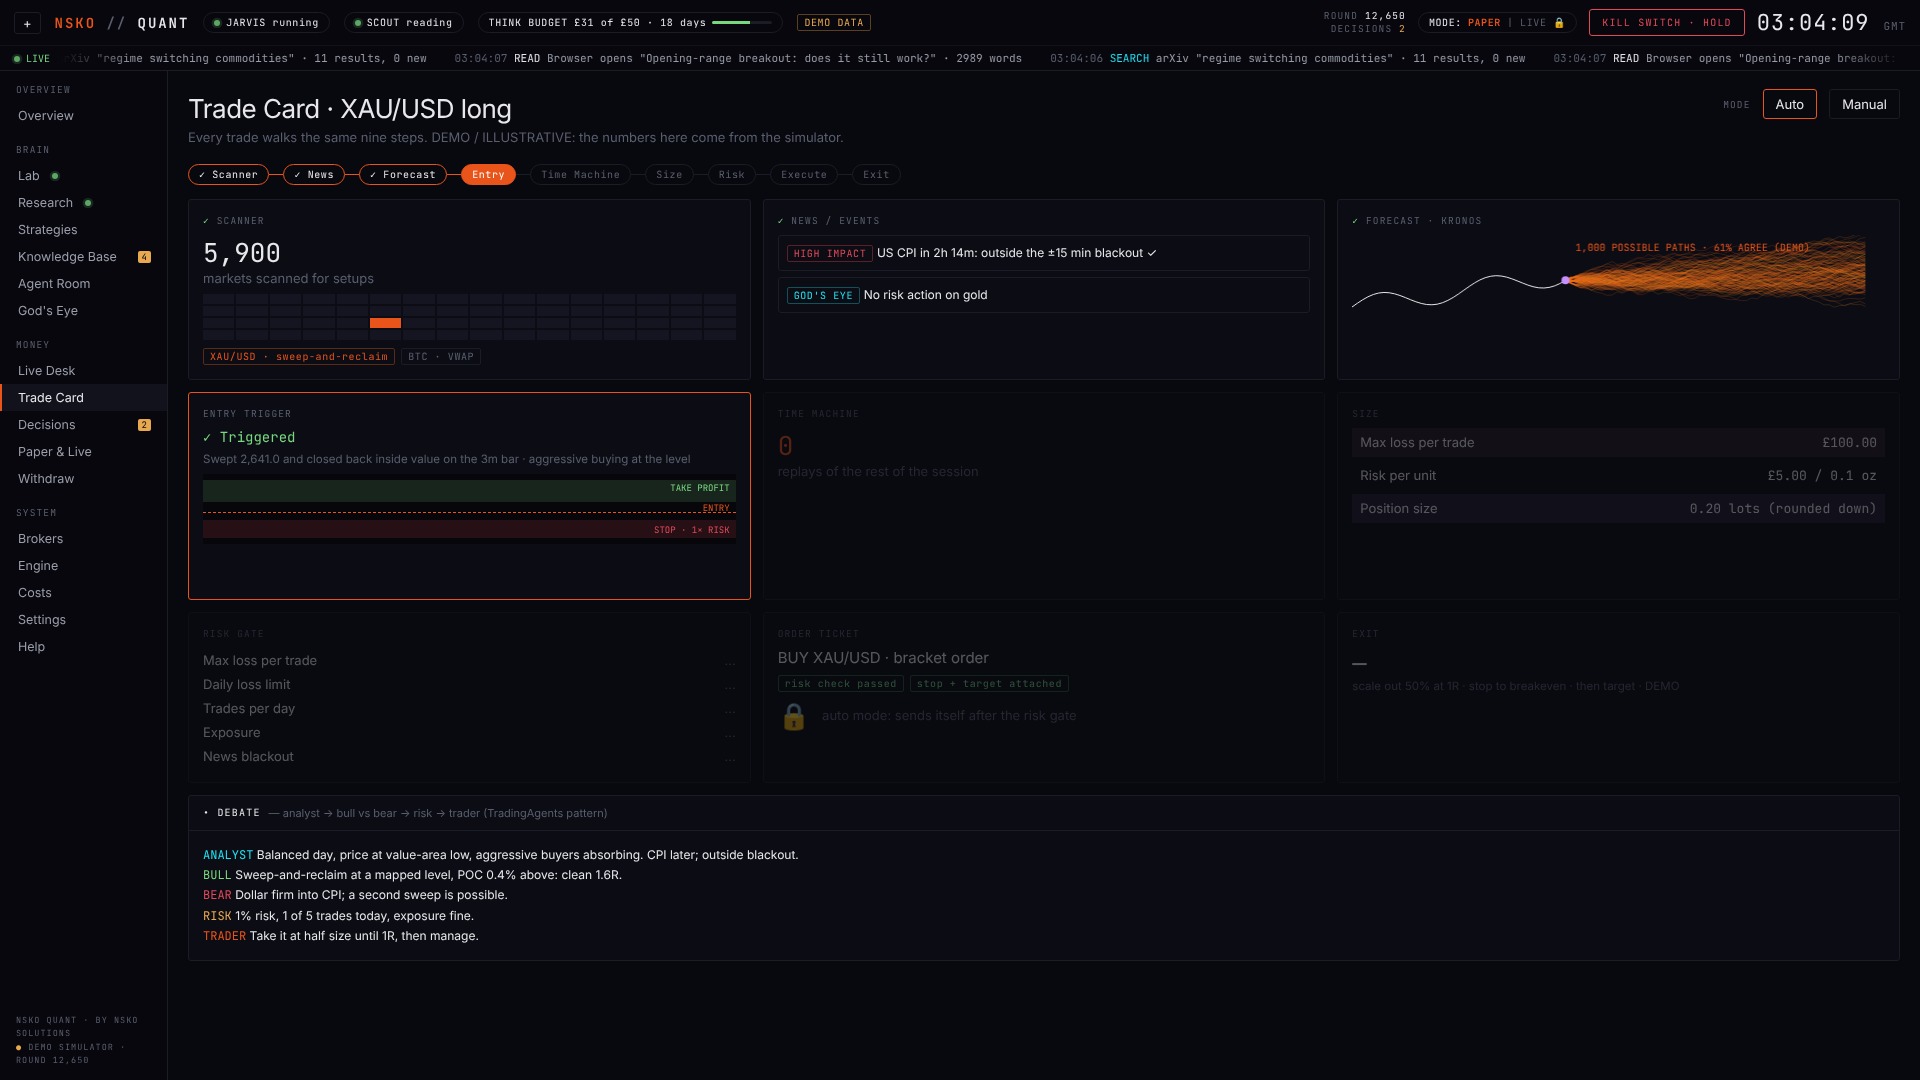 + NSKO // QUANT JARVIS running SCOUT reading THINK BUDGET £31 of £50 · 18 days DEMO DATA
ROUND 12,650
DECISIONS 2
MODE: PAPER | LIVE 🔒 KILL SWITCH · HOLD 03:04:09 GMT
LIVE "regime switching commodities" · 11 results, 0 new 03:04:07 READ Browser opens "Opening-range breakout: does it still work?" · 2989 words 03:04:06 SEARCH arXiv "regime switching commodities" · 11 results, 0 new 03:04:07 READ Browser opens "Opening-range breakout:
OVERVIEW
Overview
BRAIN
Lab
Research
Strategies
Knowledge Base 4
Agent Room
God's Eye
MONEY
Live Desk
Trade Card
Decisions 2
Paper & Live
Withdraw
SYSTEM
Brokers
Engine
Costs
Settings
Help
NSKO QUANT · BY NSKO
SOLUTIONS
DEMO SIMULATOR ·
ROUND 12,650
Trade Card · XAU/USD long
Every trade walks the same nine steps. DEMO / ILLUSTRATIVE: the numbers here come from the simulator.
MODE Auto Manual
✓ Scanner ✓ News ✓ Forecast Entry Time Machine Size Risk Execute Exit
✓ SCANNER
5,900
markets scanned for setups
XAU/USD · sweep-and-reclaim BTC · VWAP
✓ NEWS / EVENTS
HIGH IMPACT US CPI in 2h 14m: outside the ±15 min blackout ✓
GOD'S EYE No risk action on gold
✓ FORECAST · KRONOS
1,000 POSSIBLE PATHS · 61% AGREE (DEMO)
ENTRY TRIGGER
✓ Triggered
Swept 2,641.0 and closed back inside value on the 3m bar · aggressive buying at the level
TAKE PROFIT
ENTRY
STOP · 1× RISK
TIME MACHINE
0
replays of the rest of the session
SIZE
Max loss per trade £100.00
Risk per unit £5.00 / 0.1 oz
Position size 0.20 lots (rounded down)
RISK GATE
Max loss per trade …
Daily loss limit …
Trades per day …
Exposure …
News blackout …
ORDER TICKET
BUY XAU/USD · bracket order
risk check passed stop + target attached
🔒 auto mode: sends itself after the risk gate
EXIT
—
scale out 50% at 1R · stop to breakeven · then target · DEMO
• DEBATE — analyst → bull vs bear → risk → trader (TradingAgents pattern)
ANALYST Balanced day, price at value-area low, aggressive buyers absorbing. CPI later; outside blackout.
BULL Sweep-and-reclaim at a mapped level, POC 0.4% above: clean 1.6R.
BEAR Dollar firm into CPI; a second sweep is possible.
RISK 1% risk, 1 of 5 trades today, exposure fine.
TRADER Take it at half size until 1R, then manage.